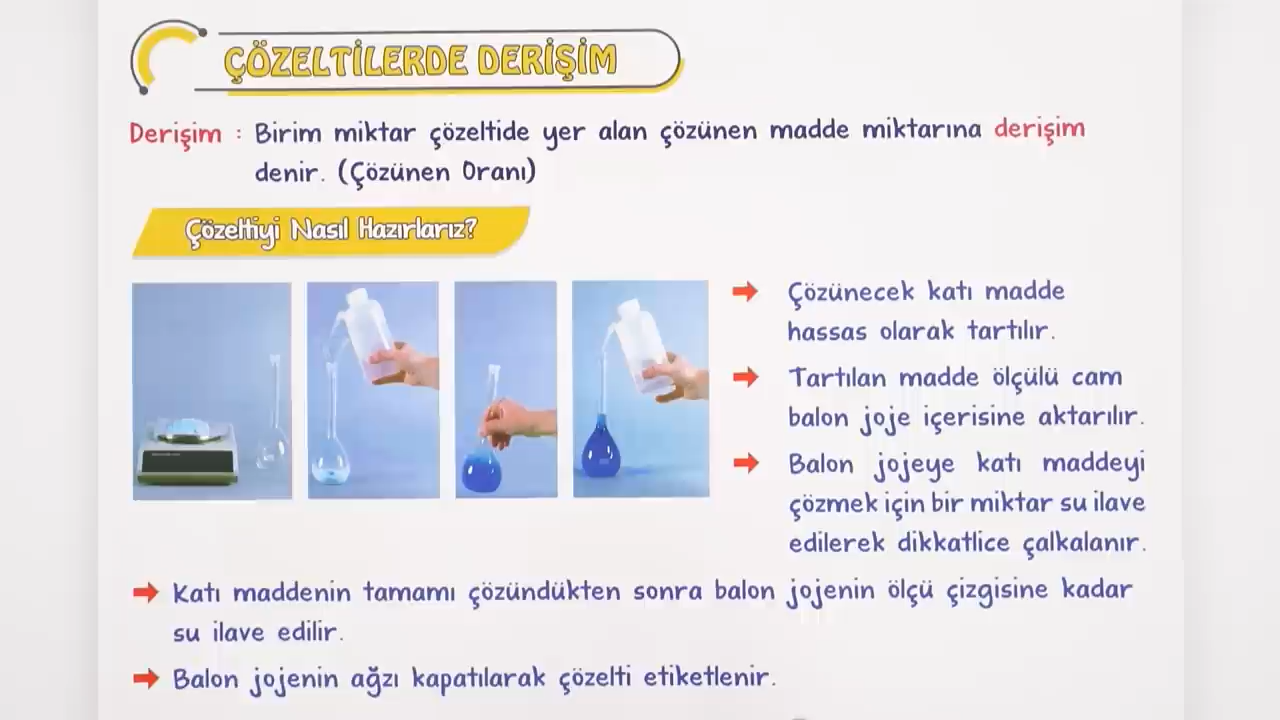 ÇÖZELTİLERDE DERİŞİM
Derişim : Birim miktar çözeltide yer alan çözünen madde miktarına derişim
denir. (Çözünen Oranı)
Çözeltiyi Nasıl Hazırlarız?
Çözünecek katı madde
hassas olarak tartılır.
Tartılan madde ölçülü cam
balon joje içerisine aktarılır.
Balon jojeye katı maddeyi
çözmek için bir miktar su ilave
edilerek dikkatlice çalkalanır.
Katı maddenin tamamı çözündükten sonra balon jojenin ölçü çizgisine kadar
su ilave edilir.
Balon jojenin ağzı kapatılarak çözelti etiketlenir.